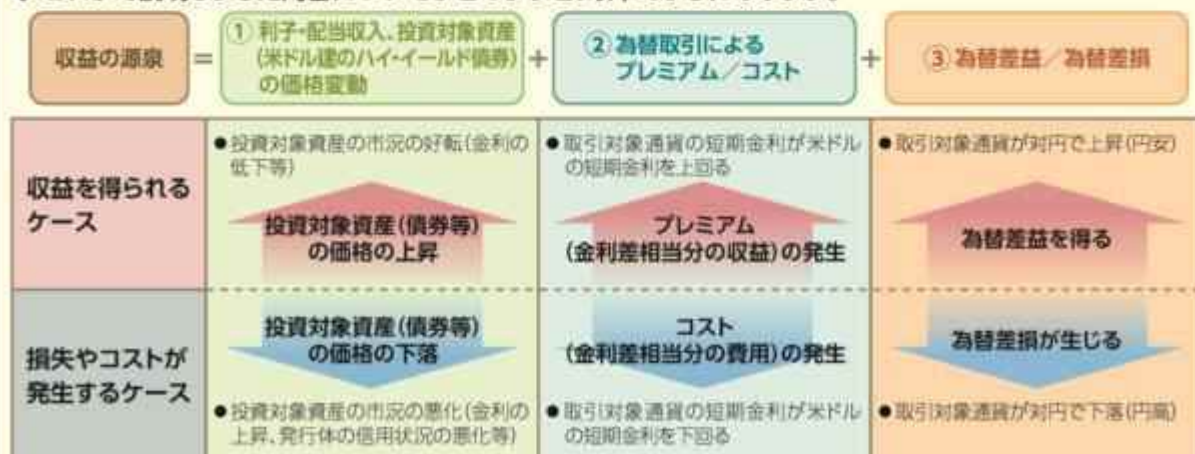 収益の源泉
=
① 利子・配当収入、投資対象資産
(米ドル建のハイ・イールド債券)
の価格変動
+
② 為替取引による
プレミアム/コスト
+
③ 為替差益/為替差損
収益を得られる
ケース
●投資対象資産の市況の好転(金利の
低下等)
投資対象資産(債券等)
の価格の上昇
●取引対象通貨の短期金利が米ドル
の短期金利を上回る
プレミアム
(金利差相当分の収益)の発生
●取引対象通貨が対円で上昇(円安)
為替差益を得る
損失やコストが
発生するケース
投資対象資産(債券等)
の価格の下落
●投資対象資産の市況の悪化(金利の
上昇、発行体の信用状況の悪化等)
コスト
(金利差相当分の費用)の発生
●取引対象通貨の短期金利が米ドル
の短期金利を下回る
為替差損が生じる
●取引対象通貨が対円で下落(円高)